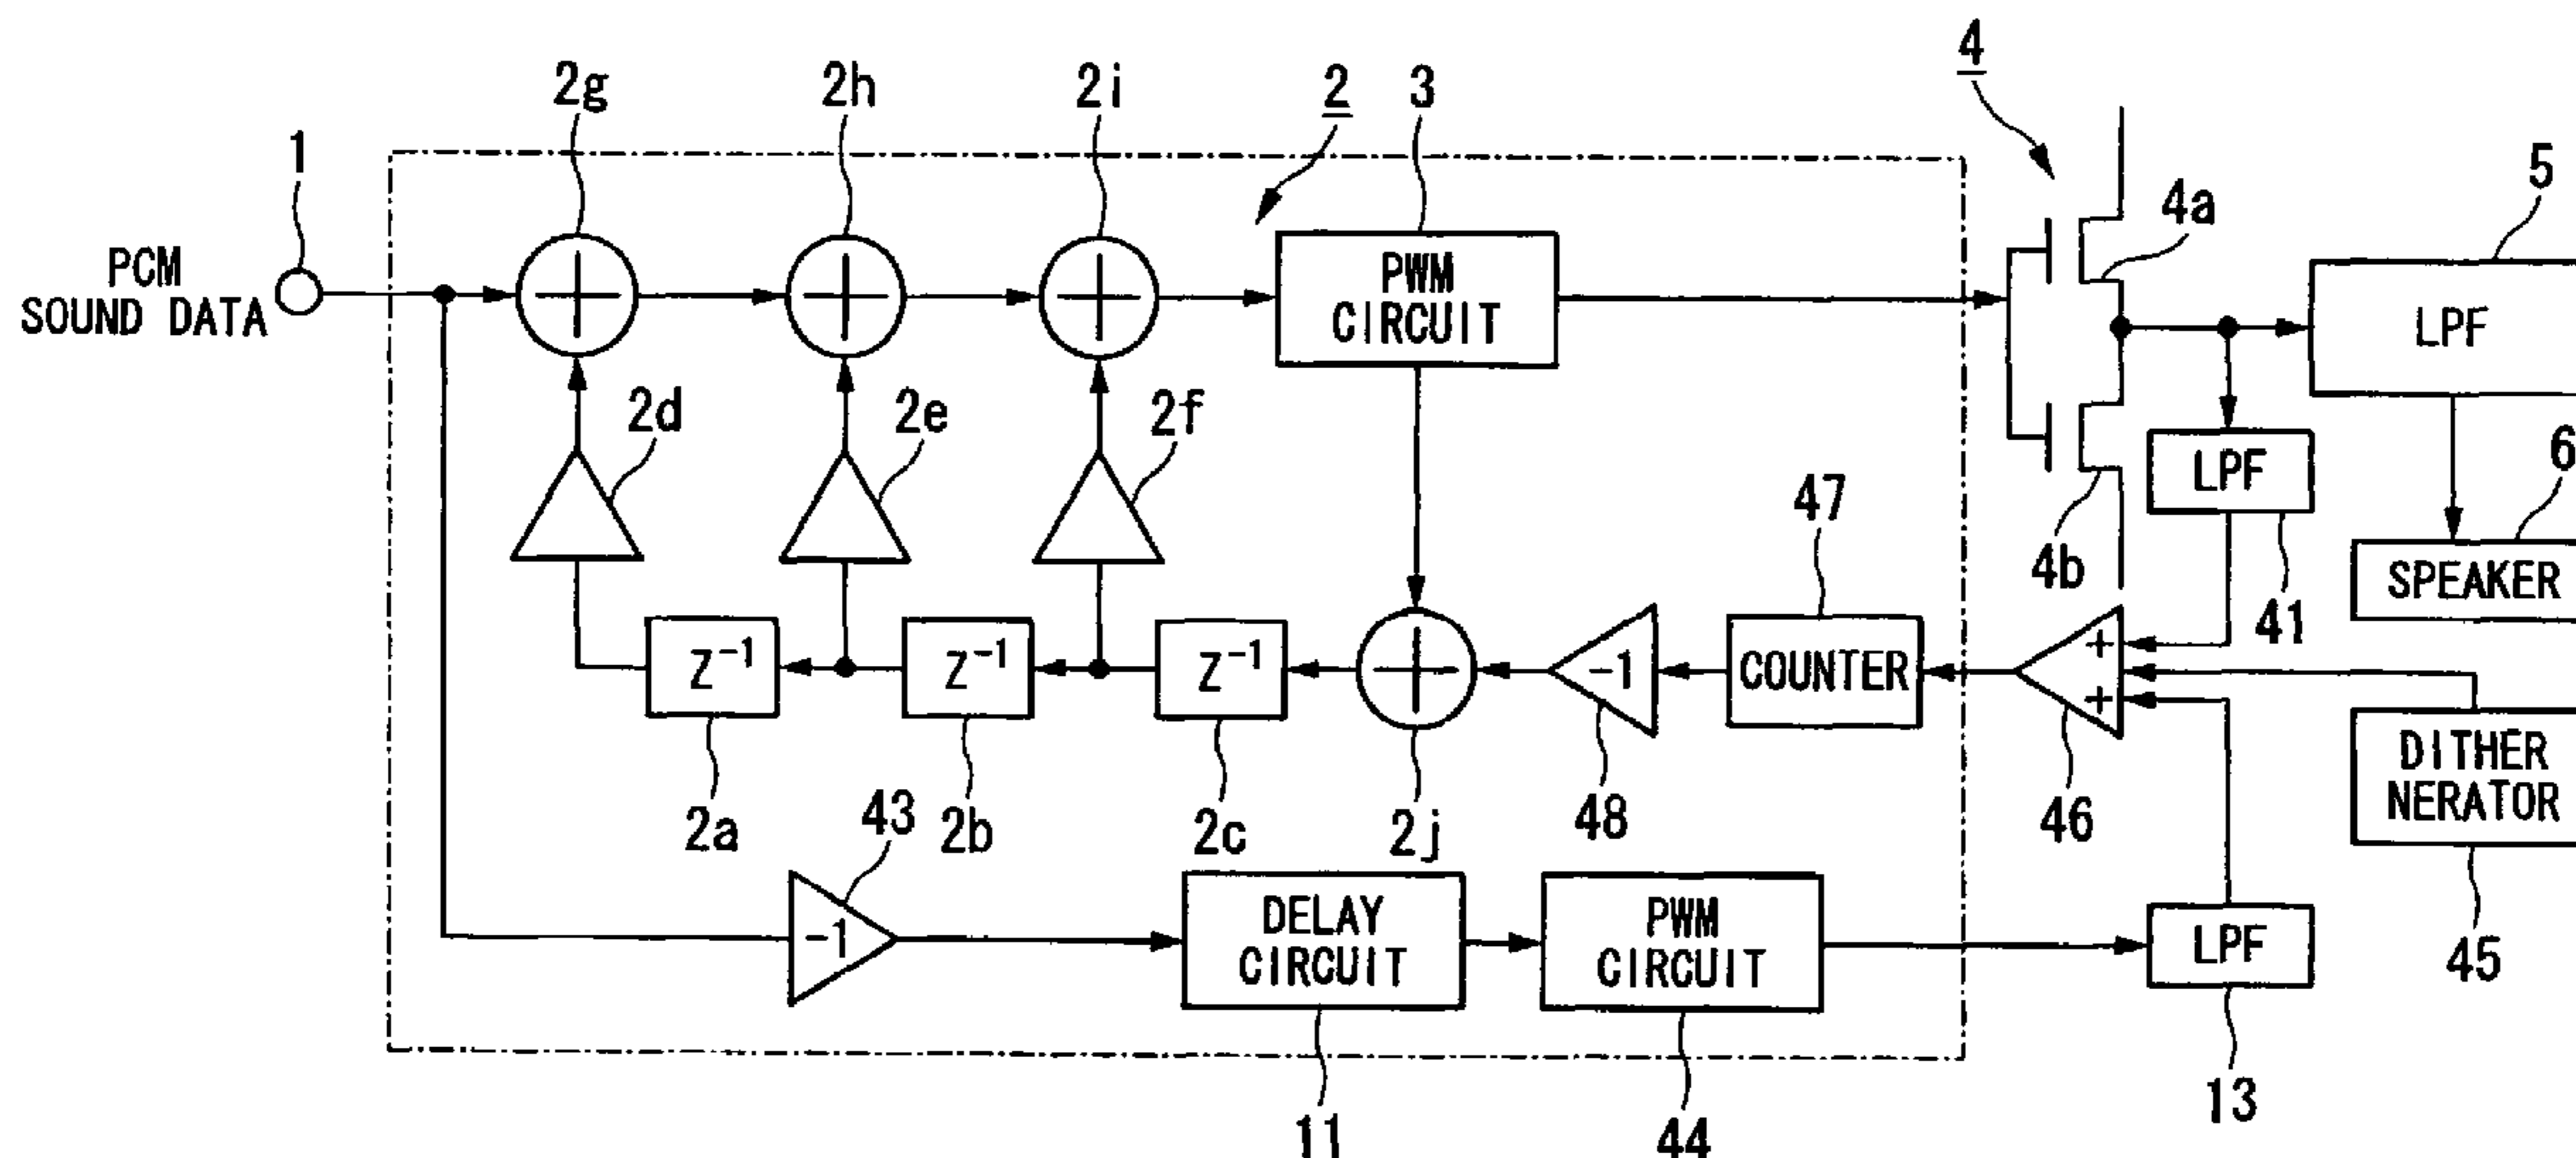 1
2g
2h
2i
2
3
4
4a
5
PCM
SOUND DATA
PWM
CIRCUIT
LPF
2d
2e
2f
LPF
6
47
4b
41
SPEAKER
Z⁻¹
Z⁻¹
Z⁻¹
-1
COUNTER
+
+
2a
43
2b
2c
2j
48
46
DITHER
NERATOR
-1
DELAY
CIRCUIT
PWM
CIRCUIT
LPF
45
11
44
13